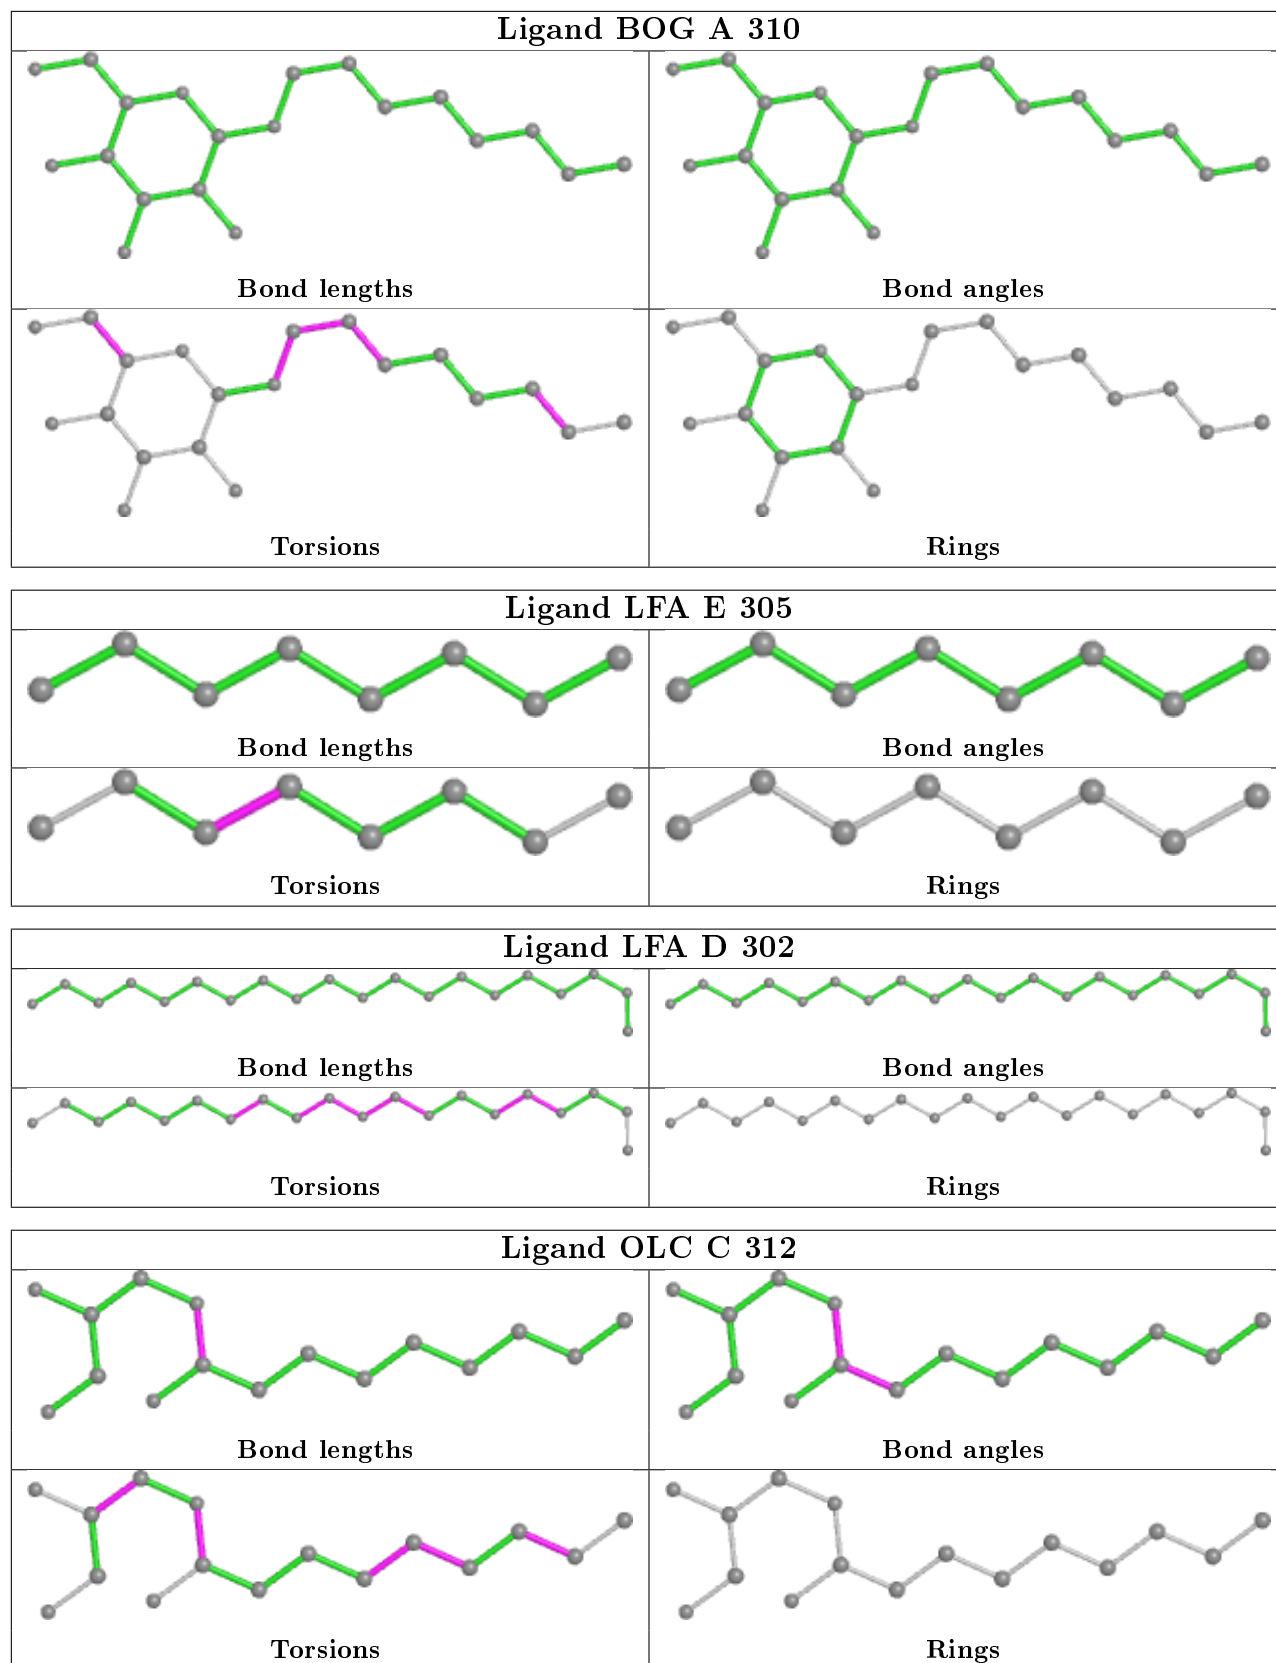 Ligand BOG A 310
Bond lengths
Bond angles
Torsions
Rings
Ligand LFA E 305
Bond lengths
Bond angles
Torsions
Rings
Ligand LFA D 302
Bond lengths
Bond angles
Torsions
Rings
Ligand OLC C 312
Bond lengths
Bond angles
Torsions
Rings